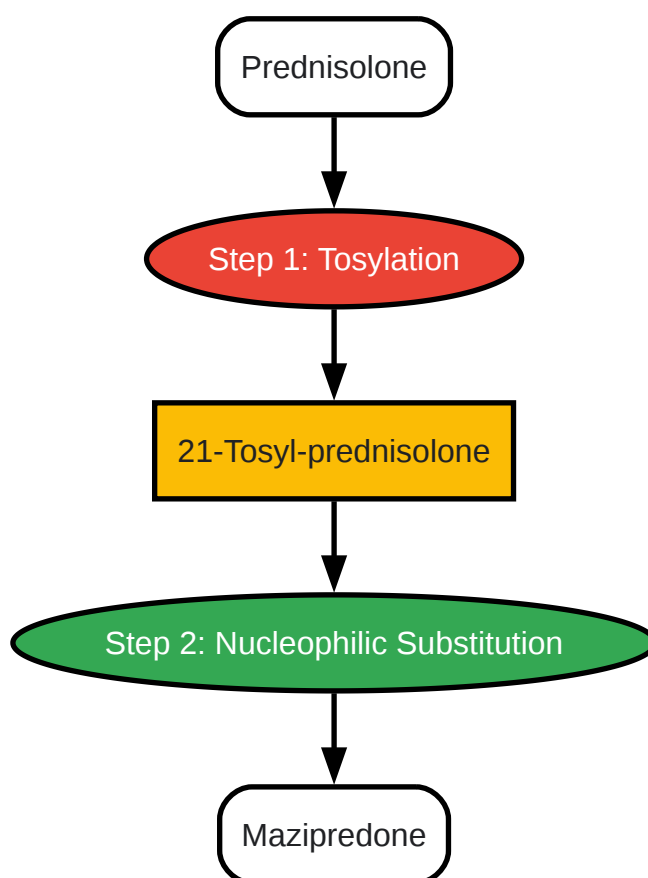 Prednisolone
Step 1: Tosylation
21-Tosyl-prednisolone
Step 2: Nucleophilic Substitution
Mazipredone